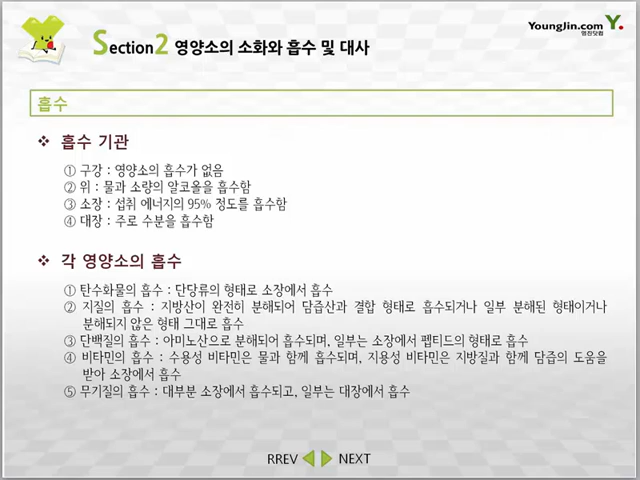 Section2 영양소의 소화와 흡수 및 대사
YoungJin.com Y.
영진닷컴
흡수
❖ 흡수 기관
① 구강 : 영양소의 흡수가 없음
② 위 : 물과 소량의 알코올을 흡수함
③ 소장 : 섭취 에너지의 95% 정도를 흡수함
④ 대장 : 주로 수분을 흡수함
❖ 각 영양소의 흡수
① 탄수화물의 흡수 : 단당류의 형태로 소장에서 흡수
② 지질의 흡수 : 지방산이 완전히 분해되어 담즙산과 결합 형태로 흡수되거나 일부 분해된 형태이거나
분해되지 않은 형태 그대로 흡수
③ 단백질의 흡수 : 아미노산으로 분해되어 흡수되며, 일부는 소장에서 펩티드의 형태로 흡수
④ 비타민의 흡수 : 수용성 비타민은 물과 함께 흡수되며, 지용성 비타민은 지방질과 함께 담즙의 도움을
받아 소장에서 흡수
⑤ 무기질의 흡수 : 대부분 소장에서 흡수되고, 일부는 대장에서 흡수
RREV NEXT